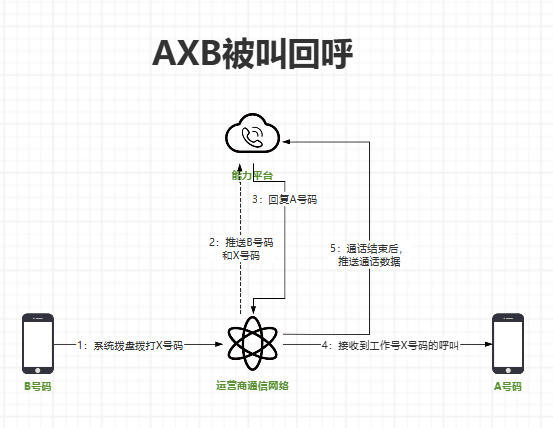 AXB被叫回呼
能力平台
3：回复A号码
2：推送B号码
和X号码
5：通话结束后，
推送通话数据
1：系统拨盘拨打X号码
4：接收到工作号X号码的呼叫
运营商通信网络
B号码
A号码